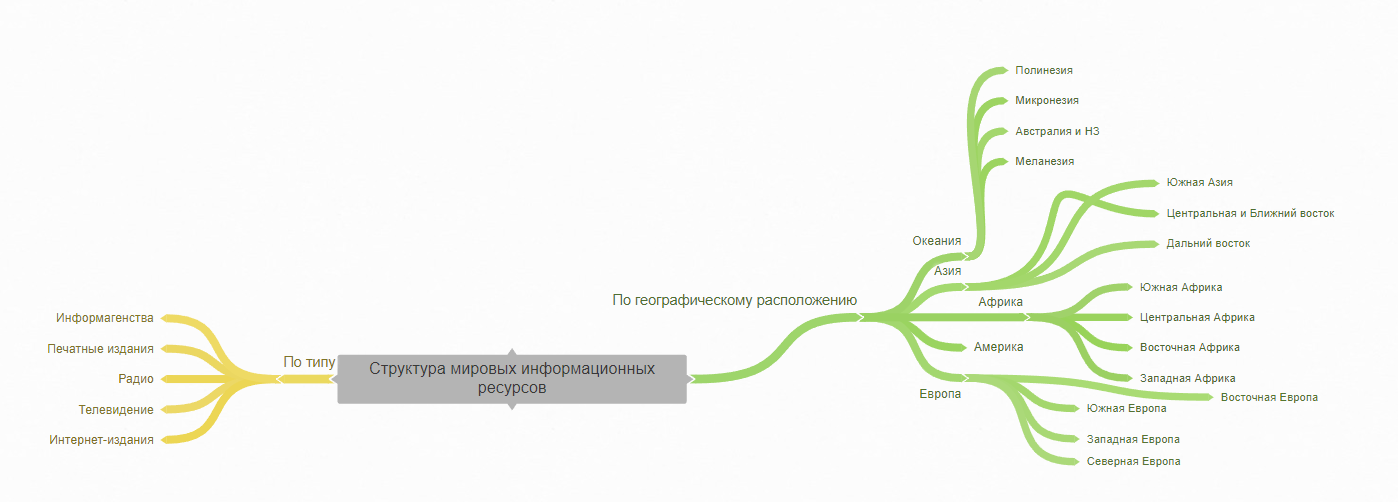 Полинезия
Микронезия
Австралия и НЗ
Меланезия
Южная Азия
Центральная и Ближний восток
Океания
Дальний восток
Азия
Южная Африка
По географическому расположению
Африка
Информагенства
Центральная Африка
Печатные издания
Америка
Восточная Африка
По типу
Структура мировых информационных
ресурсов
Радио
Западная Африка
Европа
Восточная Европа
Телевидение
Южная Европа
Интернет-издания
Западная Европа
Северная Европа